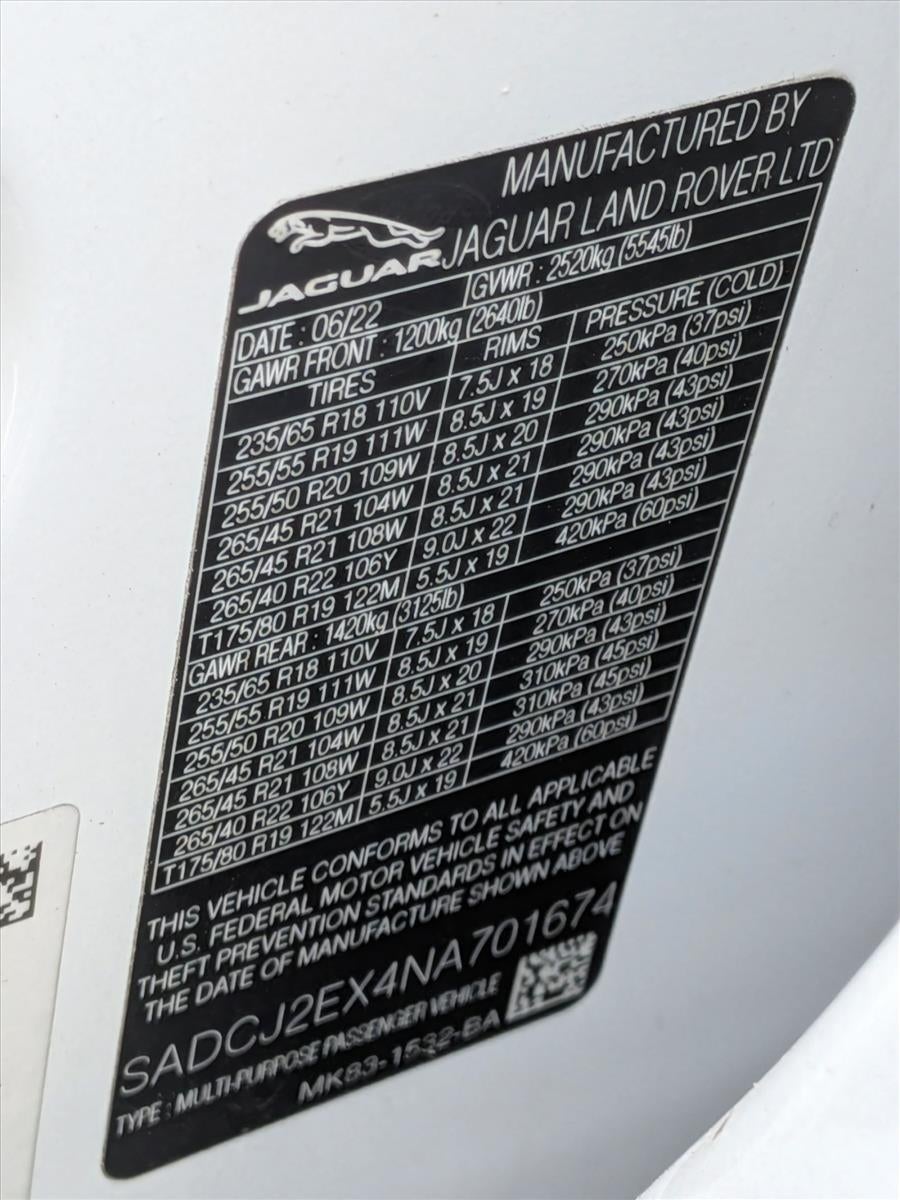 MANUFACTURED BY
JAGUAR JAGUAR LAND ROVER LTD
DATE : 06/22 GVWR : 2520kg (5545lb)
GAWR FRONT : 1200kg (2640lb)
TIRES RIMS PRESSURE (COLD)
235/65 R18 110V 7.5J x 18 250kPa (37psi)
255/55 R19 111W 8.5J x 19 270kPa (40psi)
255/50 R20 109W 8.5J x 20 290kPa (43psi)
265/45 R21 104W 8.5J x 21 290kPa (43psi)
265/45 R21 108W 8.5J x 21 290kPa (43psi)
265/40 R22 106Y 9.0J x 22 290kPa (43psi)
T175/80 R19 122M 5.5J x 19 420kPa (60psi)
GAWR REAR : 1420kg (3125lb)
235/65 R18 110V 7.5J x 18 250kPa (37psi)
255/55 R19 111W 8.5J x 19 270kPa (40psi)
255/50 R20 109W 8.5J x 20 290kPa (43psi)
265/45 R21 104W 8.5J x 21 310kPa (45psi)
265/45 R21 108W 8.5J x 21 310kPa (45psi)
265/40 R22 106Y 9.0J x 22 290kPa (43psi)
T175/80 R19 122M 5.5J x 19 420kPa (60psi)
THIS VEHICLE CONFORMS TO ALL APPLICABLE
U.S. FEDERAL MOTOR VEHICLE SAFETY AND
THEFT PREVENTION STANDARDS IN EFFECT ON
THE DATE OF MANUFACTURE SHOWN ABOVE
SADCJ2EX4NA701674
TYPE : MULTI-PURPOSE PASSENGER VEHICLE
MK83-1532-BA